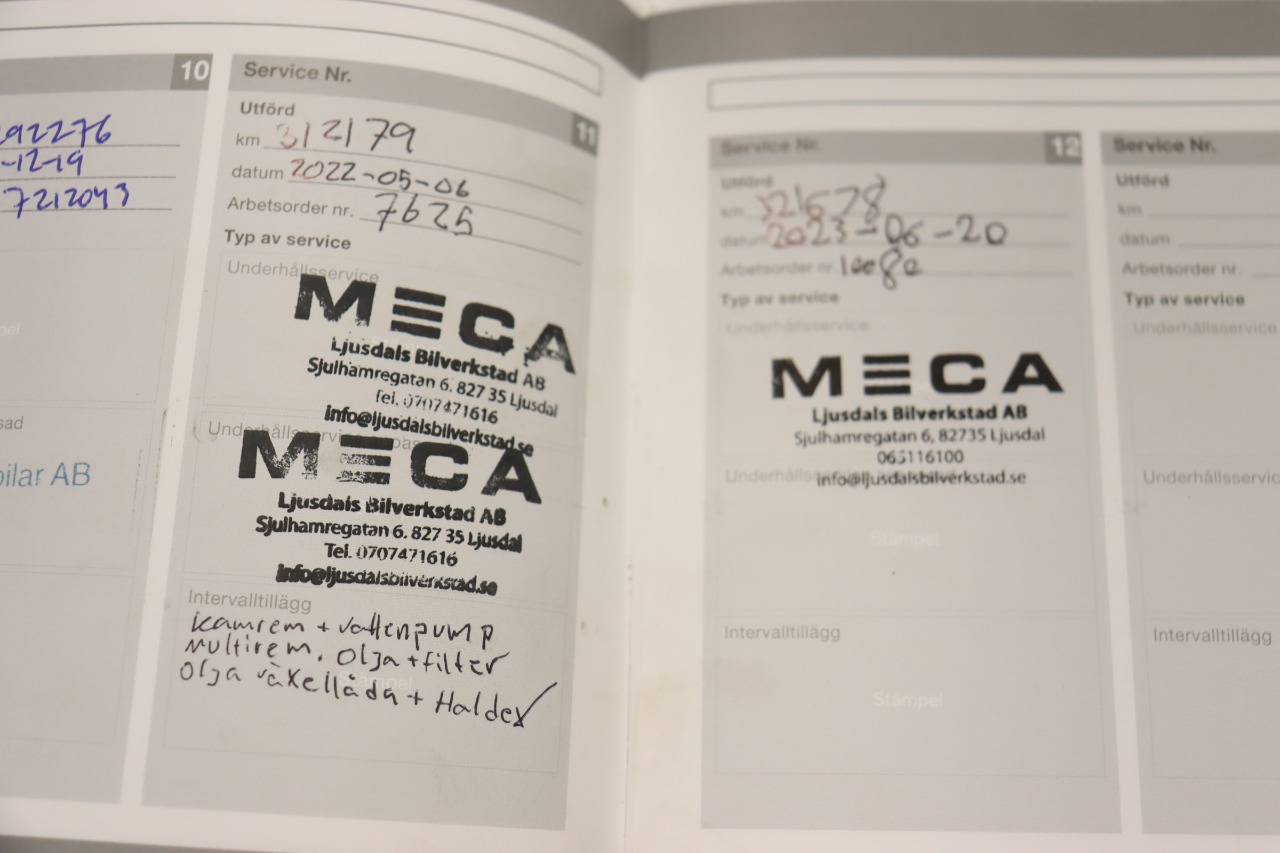 10
292276
-12-19
7212043
sad
bilar AB
Service Nr.
11
Utförd
km 312179
datum 2022-05-06
Arbetsorder nr. 7625
Typ av service
Underhållsservice
MECA
Ljusdals Bilverkstad AB
Sjulhamregatan 6, 827 35 Ljusdal
Tel. 0707471616
info@ljusdalsbilverkstad.se
Underhållsservice
MECA
Ljusdals Bilverkstad AB
Sjulhamregatan 6, 827 35 Ljusdal
Tel. 0707471616
info@ljusdalsbilverkstad.se
Intervalltillägg
kamrem + vattenpump
Multirem. Olja + filter
Olja växellåda + Haldex
Stämpel
Service Nr.
12
Utförd
km 321578
datum 2023-06-20
Arbetsorder nr.
Typ av service
Underhållsservice
MECA
Ljusdals Bilverkstad AB
Sjulhamregatan 6, 82735 Ljusdal
065116100
info@ljusdalsbilverkstad.se
Stämpel
Intervalltillägg
Stämpel
Service Nr.
Utförd
km
datum
Arbetsorder nr.
Typ av service
Underhållsservice
Underhållsservic
Intervalltillägg